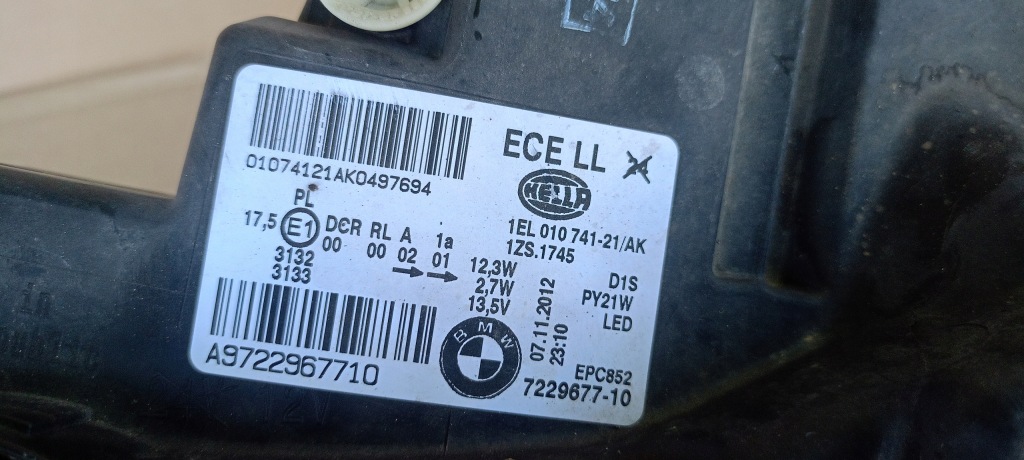 01074121AK0497694
ECE LL
HELLA
PL
17,5 E1 DCR RL A 1a
00 00 02 01
3132
3133
1EL 010 741-21/AK
1ZS.1745
12,3W D1S
2,7W PY21W
13,5V LED
07.11.2012
23:10
BMW
EPC852
A9722967710
7229677-10